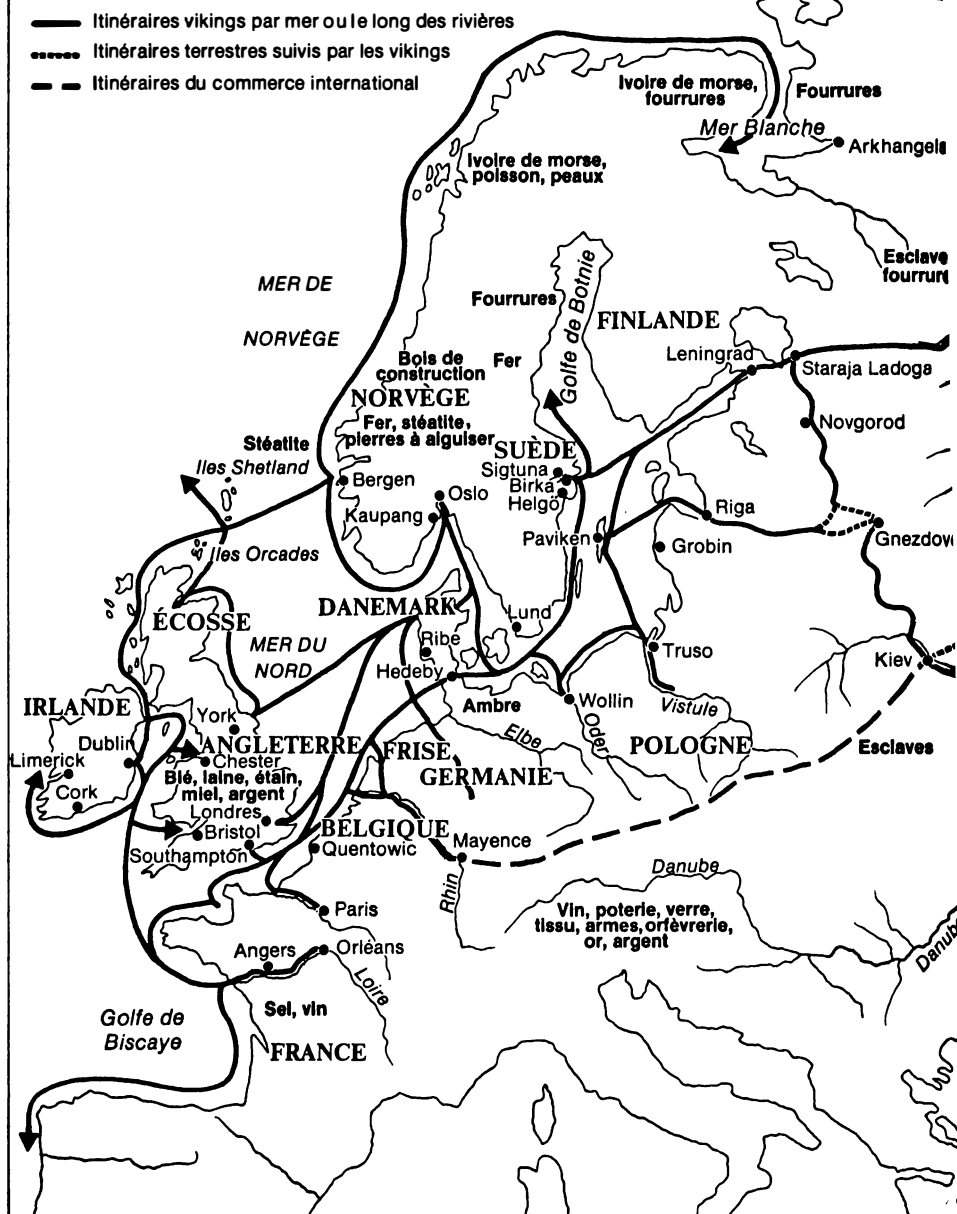 Itinéraires vikings par mer ou le long des rivières
Itinéraires terrestres suivis par les vikings
Itinéraires du commerce international
Ivoire de morse,
fourrures
Fourrures
Mer Blanche
Arkhangels
Ivoire de morse,
poisson, peaux
Esclave
fourrure
MER DE
NORVÈGE
Fourrures
Golfe de Botnie
FINLANDE
Leningrad
Staraja Ladoga
Bois de
construction
Fer
NORVÈGE
Fer, stéatite,
pierres à aiguiser
Novgorod
Stéatite
Iles Shetland
SUÈDE
Sigtuna
Birka
Helgö
Bergen
Oslo
Kaupang
Riga
Iles Orcades
Paviken
Grobin
Gnezdovo
DANEMARK
ÉCOSSE
Lund
MER DU
NORD
Ribe
Hedeby
Truso
Kiev
Ambre
Wollin
Vistule
IRLANDE
York
Dublin
ANGLETERRE
Elbe
Oder
POLOGNE
Esclaves
FRISE
Limerick
Chester
GERMANIE
Blé, laine, étain,
miel, argent
Cork
Londres
Bristol
BELGIQUE
Mayence
Southampton
Quentowic
Rhin
Danube
Paris
Vin, poterie, verre,
tissu, armes, orfèvrerie,
or, argent
Angers
Orléans
Loire
Danube
Sel, vin
Golfe de
Biscaye
FRANCE